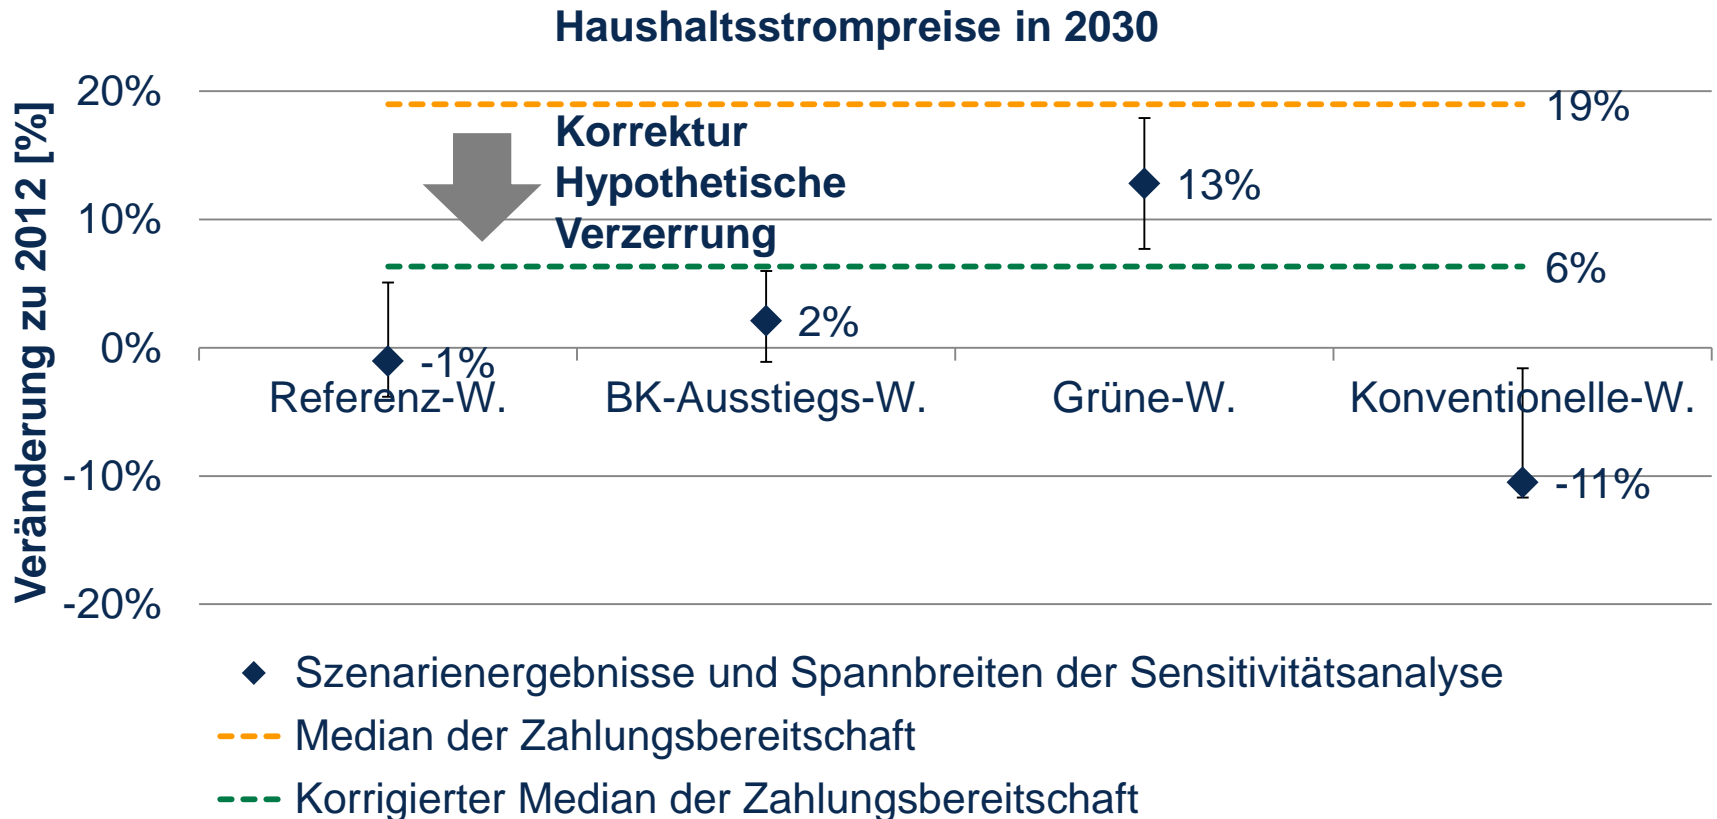 Haushaltsstrompreise in 2030
Veränderung zu 2012 [%]
20%
10%
0%
-10%
-20%
Korrektur
Hypothetische
Verzerrung
19%
6%
-1%
2%
13%
-11%
Referenz-W.
BK-Ausstiegs-W.
Grüne-W.
Konventionelle-W.
Szenarienergebnisse und Spannbreiten der Sensitivitätsanalyse
Median der Zahlungsbereitschaft
Korrigierter Median der Zahlungsbereitschaft